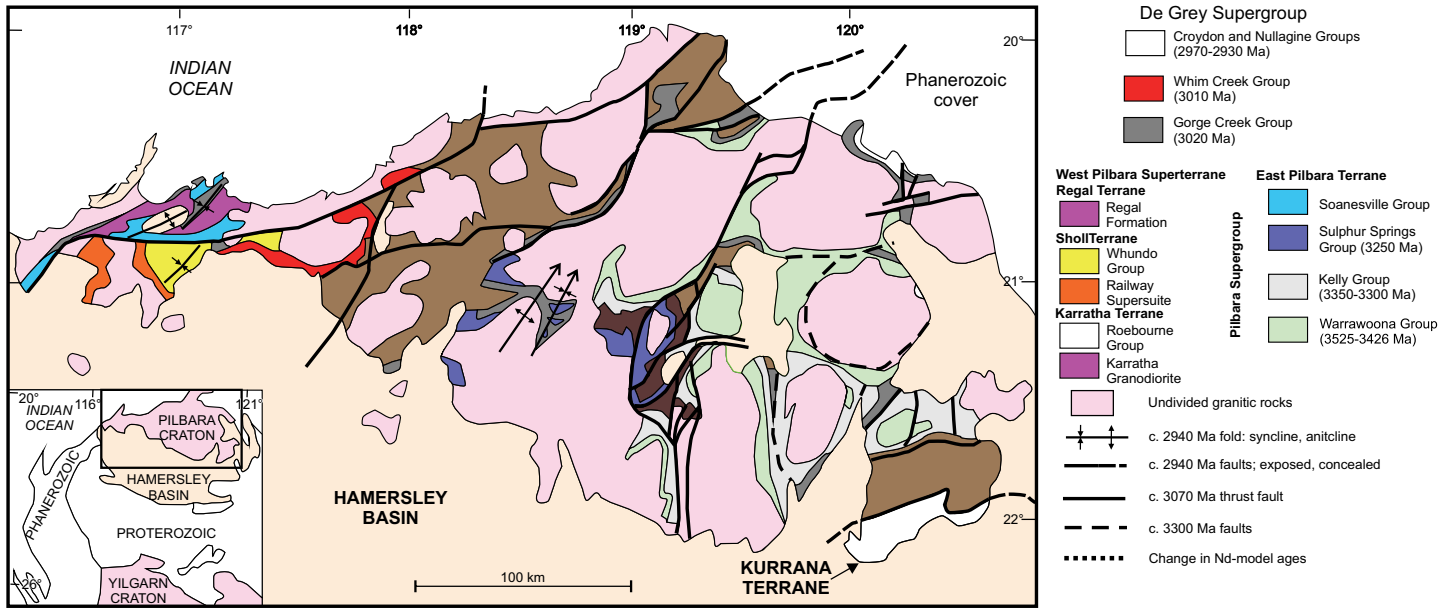 117°
118°
119°
120°
20°
INDIAN
OCEAN
Phanerozoic
cover
21°
22°
HAMERSLEY
BASIN
100 km
KURRANA
TERRANE
20°
116°
121°
INDIAN
OCEAN
PILBARA
CRATON
HAMERSLEY
BASIN
PHANEROZOIC
PROTEROZOIC
26°
YILGARN
CRATON
De Grey Supergroup
Croydon and Nullagine Groups
(2970-2930 Ma)
Whim Creek Group
(3010 Ma)
Gorge Creek Group
(3020 Ma)
West Pilbara Superterrane
Regal Terrane
Regal
Formation
ShollTerrane
Whundo
Group
Railway
Supersuite
Karratha Terrane
Roebourne
Group
Karratha
Granodiorite
Pilbara Supergroup
East Pilbara Terrane
Soanesville Group
Sulphur Springs
Group (3250 Ma)
Kelly Group
(3350-3300 Ma)
Warrawoona Group
(3525-3426 Ma)
Undivided granitic rocks
c. 2940 Ma fold: syncline, anitcline
c. 2940 Ma faults; exposed, concealed
c. 3070 Ma thrust fault
c. 3300 Ma faults
Change in Nd-model ages